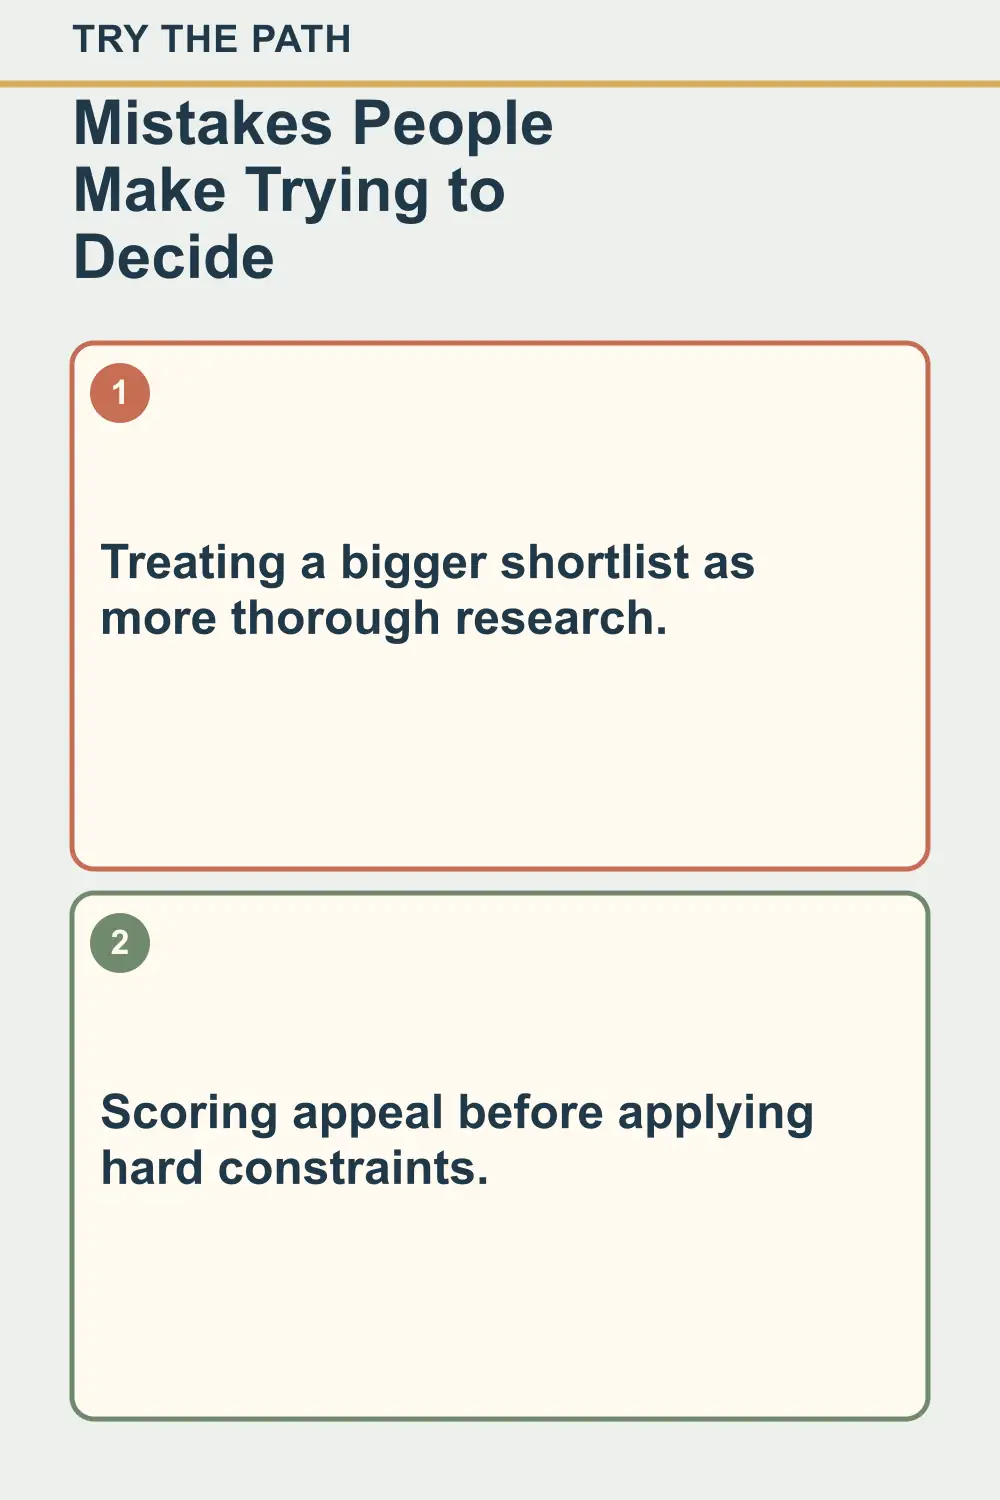 TRY THE PATH
Mistakes People
Make Trying to
Decide
1
Treating a bigger shortlist as
more thorough research.
2
Scoring appeal before applying
hard constraints.